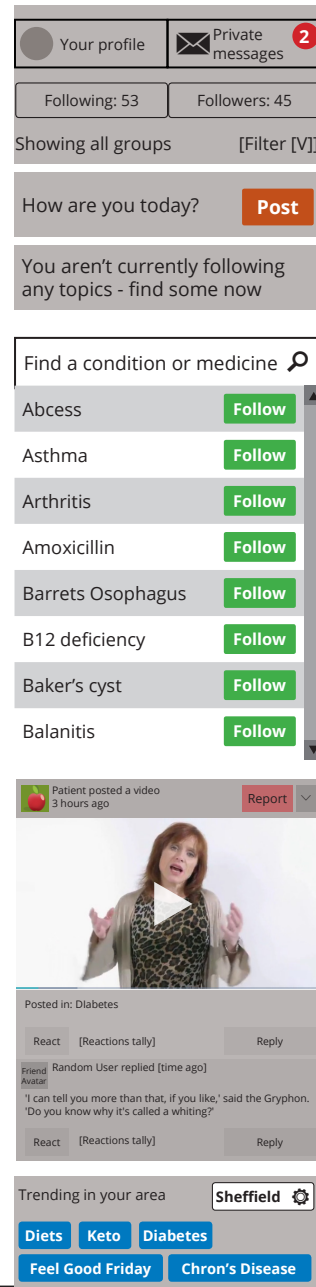 Your profile
Private
messages
2
Following: 53
Followers: 45
Showing all groups
[Filter [V]]
How are you today?
Post
You aren’t currently following
any topics - find some now
Find a condition or medicine
Abcess
Follow
Asthma
Follow
Arthritis
Follow
Amoxicillin
Follow
Barrets Osophagus
Follow
B12 deficiency
Follow
Baker’s cyst
Follow
Balanitis
Follow
Patient posted a video
3 hours ago
Report
Posted in: DIabetes
React
[Reactions tally]
Reply
Friend
Avatar
Random User replied [time ago]
'I can tell you more than that, if you like,' said the Gryphon.
'Do you know why it's called a whiting?'
React
[Reactions tally]
Reply
Trending in your area
Sheffield
Diets
Keto
Diabetes
Feel Good Friday
Chron’s Disease